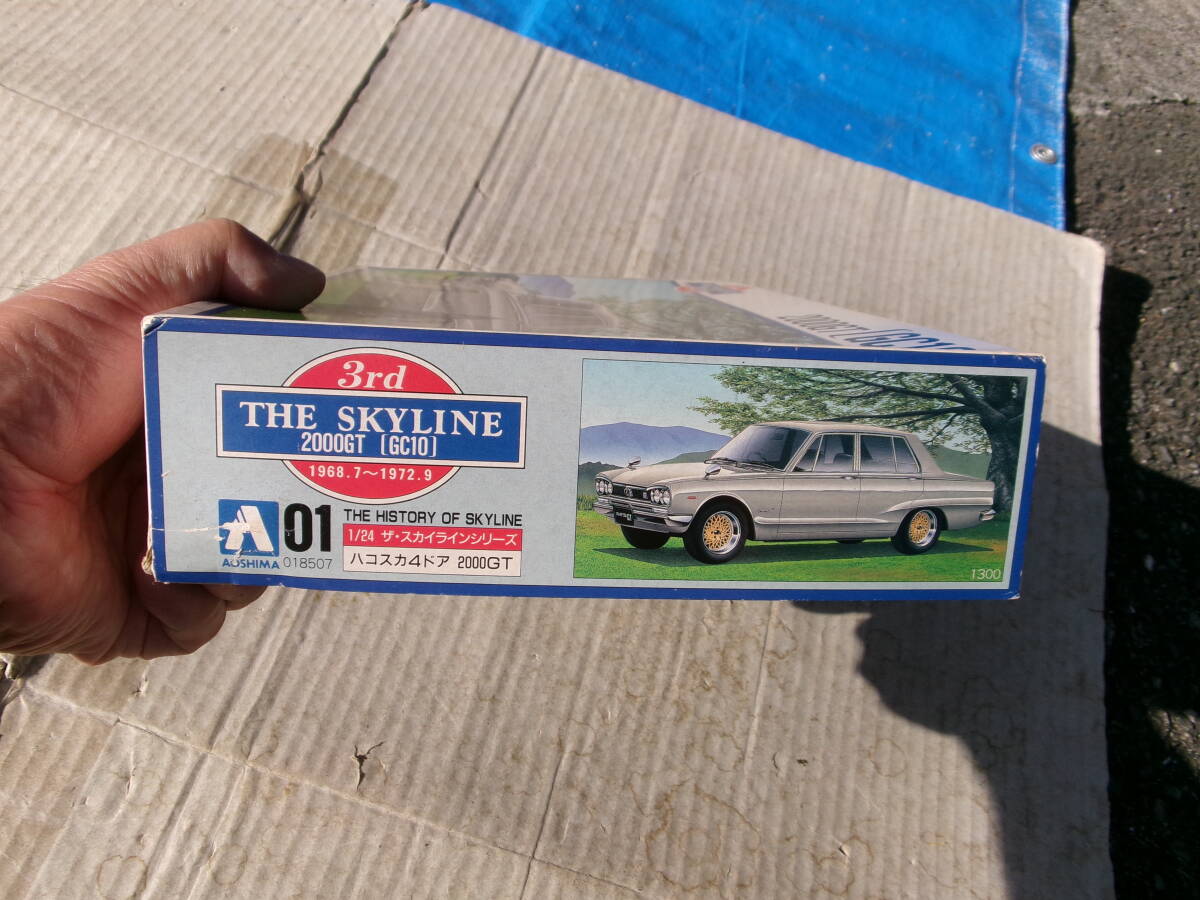 2000GT [GC10]
3rd
THE SKYLINE
2000GT [GC10]
1968.7~1972.9
AOSHIMA
01
018507
THE HISTORY OF SKYLINE
1/24 ザ・スカイラインシリーズ
ハコスカ4ドア 2000GT
1300